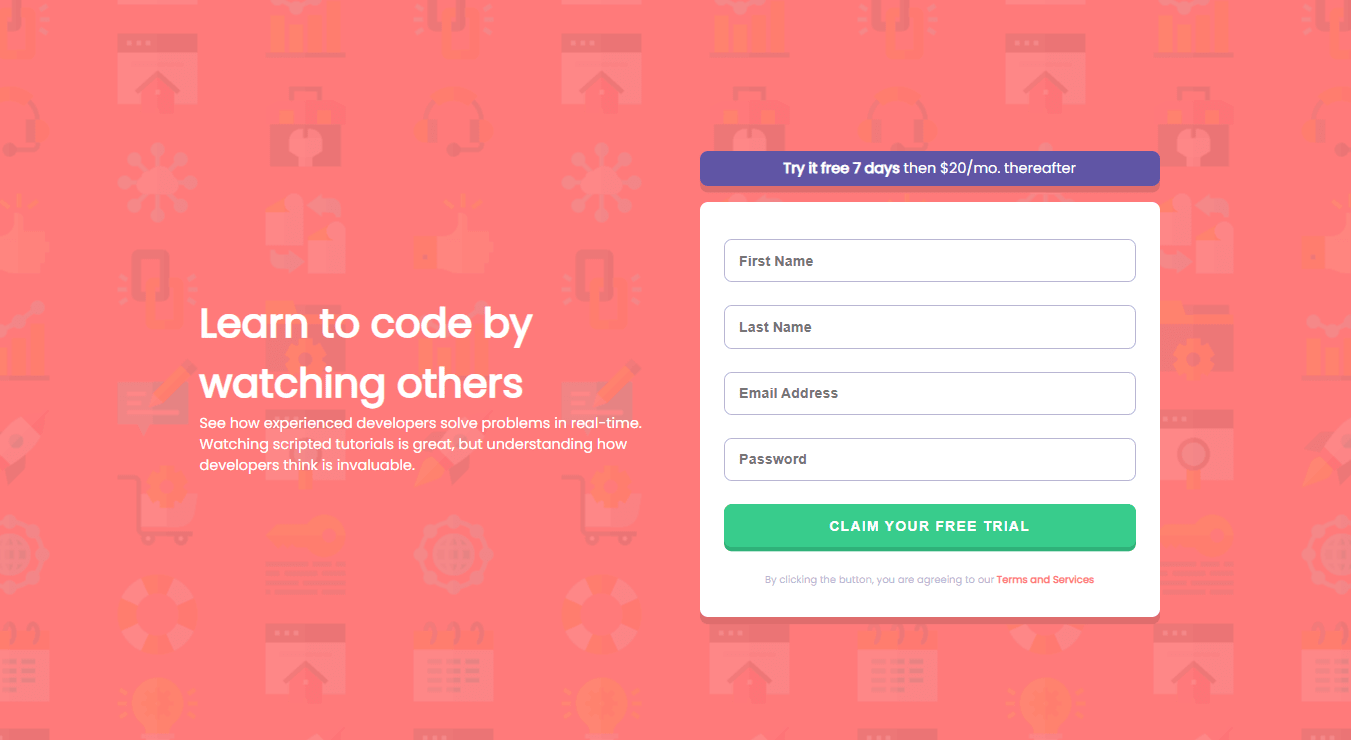 Learn to code by
watching others
See how experienced developers solve problems in real-time.
Watching scripted tutorials is great, but understanding how
developers think is invaluable.
Try it free 7 days then $20/mo. thereafter
First Name
Last Name
Email Address
Password
CLAIM YOUR FREE TRIAL
By clicking the button, you are agreeing to our Terms and Services